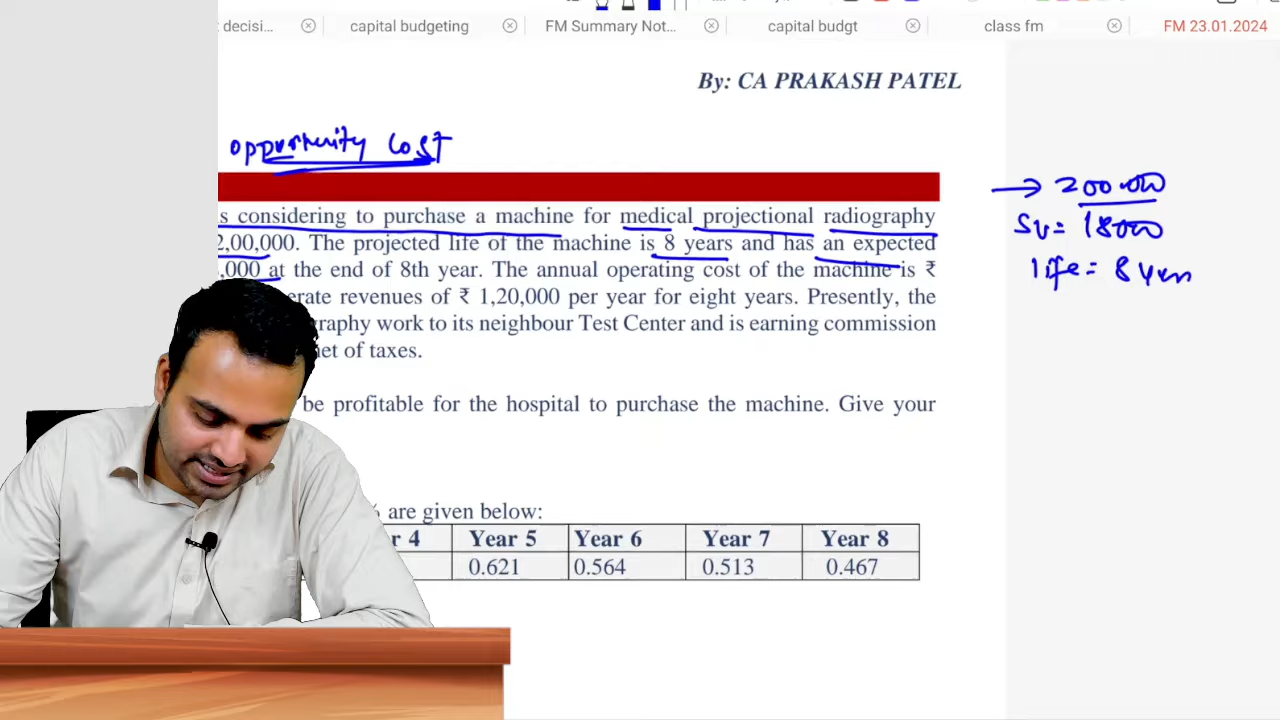 decisi...
capital budgeting
FM Summary Not...
capital budgt
class fm
FM 23.01.2024
By: CA PRAKASH PATEL
opportunity cost
s considering to purchase a machine for medical projectional radiography
2,00,000. The projected life of the machine is 8 years and has an expected
,000 at the end of 8th year. The annual operating cost of the machine is ₹
erate revenues of ₹ 1,20,000 per year for eight years. Presently, the
graphy work to its neighbour Test Center and is earning commission
net of taxes.
be profitable for the hospital to purchase the machine. Give your
% are given below:
r 4 Year 5 Year 6 Year 7 Year 8
0.621 0.564 0.513 0.467
→ 200000
SV = 18000
life = 8 years